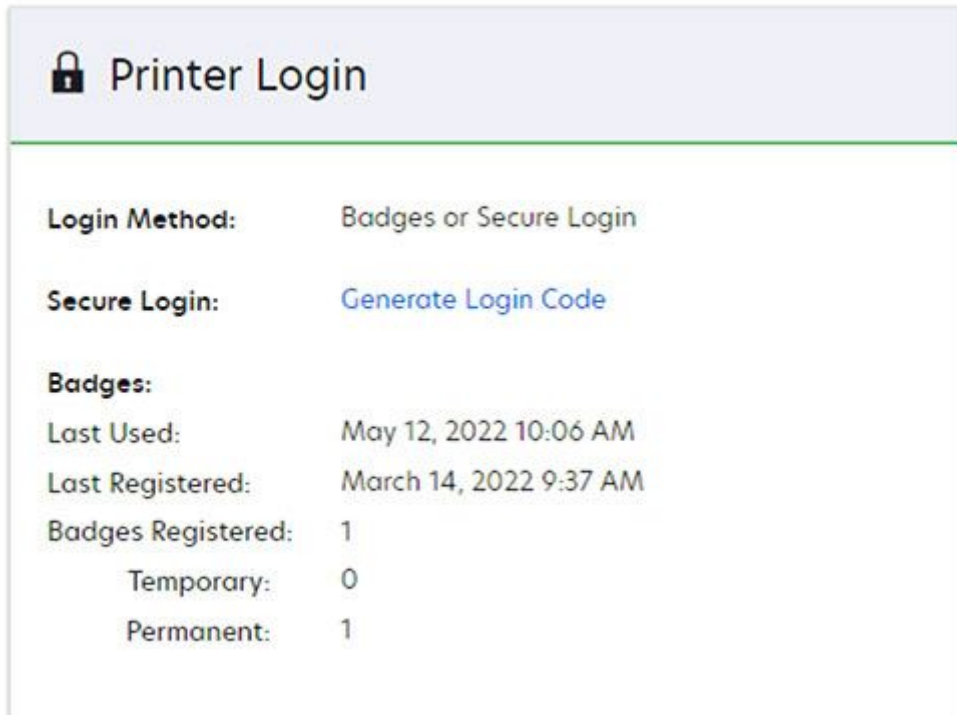 Printer Login
Login Method: Badges or Secure Login
Secure Login: Generate Login Code
Badges:
Last Used: May 12, 2022 10:06 AM
Last Registered: March 14, 2022 9:37 AM
Badges Registered: 1
Temporary: 0
Permanent: 1